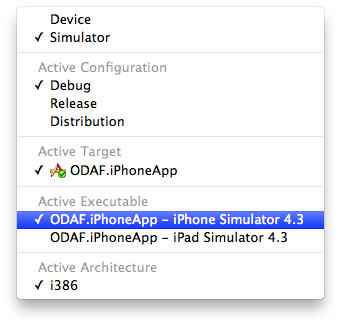 Device
✓ Simulator
Active Configuration
✓ Debug
Release
Distribution
Active Target
✓ ODAF.iPhoneApp
Active Executable
✓ ODAF.iPhoneApp – iPhone Simulator 4.3
ODAF.iPhoneApp – iPad Simulator 4.3
Active Architecture
✓ i386